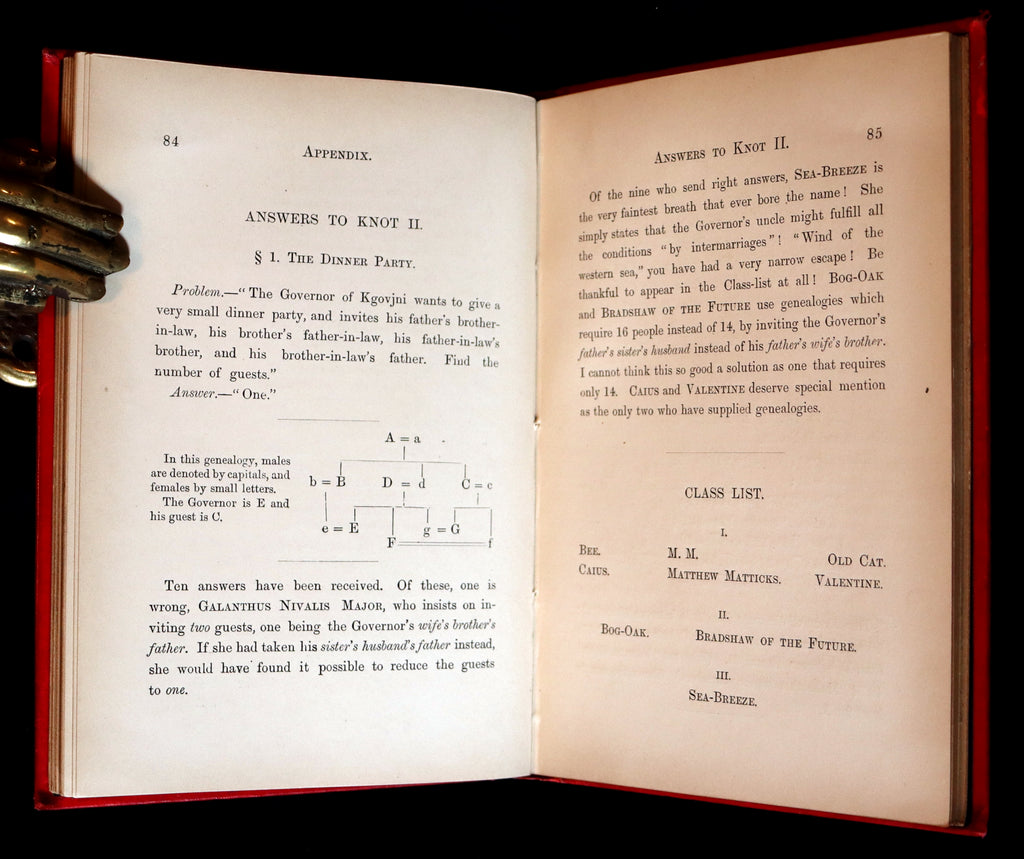 84
APPENDIX.
ANSWERS TO KNOT II.
§ 1. THE DINNER PARTY.
Problem.—“The Governor of Kgovjni wants to give a
very small dinner party, and invites his father's brother-
in-law, his brother's father-in-law, his father-in-law's
brother, and his brother-in-law's father. Find the
number of guests.”
Answer.—“One.”
In this genealogy, males
are denoted by capitals, and
females by small letters.
The Governor is E and
his guest is C.
A = a
b = B D = d C = c
e = E g = G
F f
Ten answers have been received. Of these, one is
wrong, GALANTHUS NIVALIS MAJOR, who insists on in-
viting two guests, one being the Governor's wife's brother's
father. If she had taken his sister's husband's father instead,
she would have found it possible to reduce the guests
to one.
ANSWERS TO KNOT II.
85
Of the nine who send right answers, SEA-BREEZE is
the very faintest breath that ever bore the name! She
simply states that the Governor's uncle might fulfill all
the conditions “by intermarriages”! “Wind of the
western sea,” you have had a very narrow escape! Be
thankful to appear in the Class-list at all! BOG-OAK
and BRADSHAW OF THE FUTURE use genealogies which
require 16 people instead of 14, by inviting the Governor's
father's sister's husband instead of his father's wife's brother.
I cannot think this so good a solution as one that requires
only 14. CAIUS and VALENTINE deserve special mention
as the only two who have supplied genealogies.
CLASS LIST.
I.
BEE. M. M. OLD CAT.
CAIUS. MATTHEW MATTICKS. VALENTINE.
II.
BOG-OAK. BRADSHAW OF THE FUTURE.
III.
SEA-BREEZE.